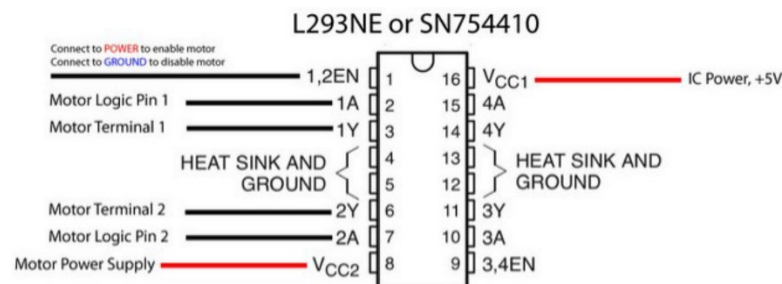 L293NE or SN754410
Connect to POWER to enable motor
Connect to GROUND to disable motor
1,2EN 1 16 VCC1 IC Power, +5V
Motor Logic Pin 1 1A 2 15 4A
Motor Terminal 1 1Y 3 14 4Y
HEAT SINK AND 4 13 HEAT SINK AND
GROUND 5 12 GROUND
Motor Terminal 2 2Y 6 11 3Y
Motor Logic Pin 2 2A 7 10 3A
Motor Power Supply VCC2 8 9 3,4EN